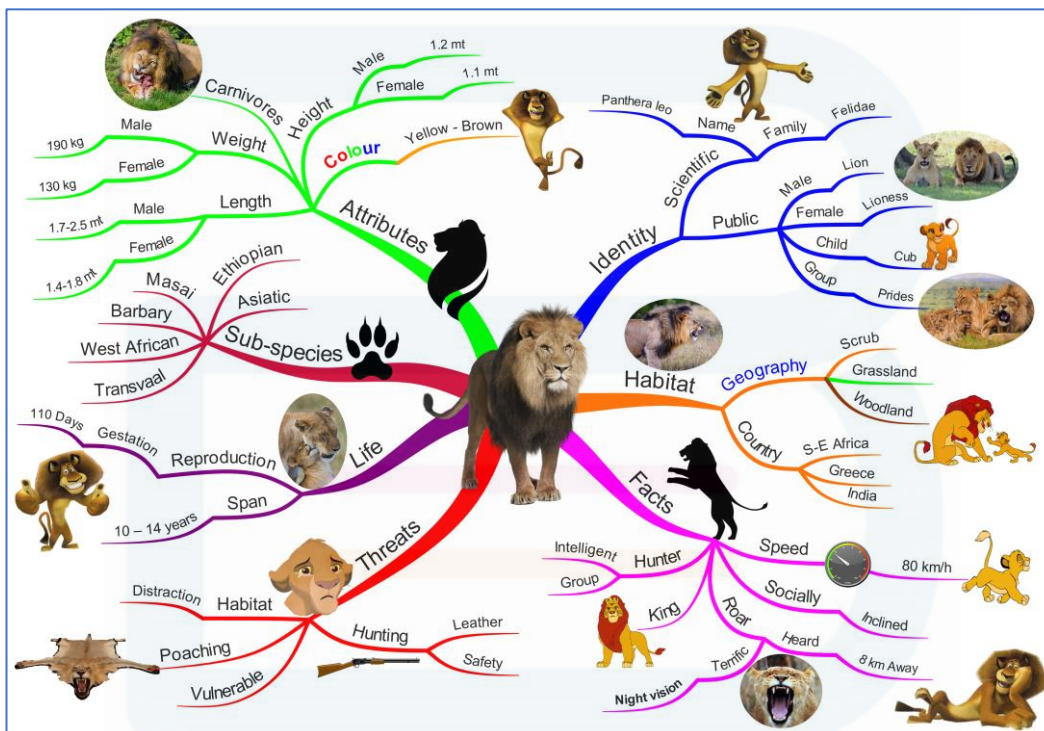 Attributes
Carnivores
Weight
Male
190 kg
Female
130 kg
Length
Male
1.7-2.5 mt
Female
1.4-1.8 mt
Height
Male
1.2 mt
Female
1.1 mt
Colour
Yellow - Brown
Identity
Scientific
Name
Panthera leo
Family
Felidae
Public
Male
Lion
Female
Lioness
Child
Cub
Group
Prides
Habitat
Geography
Scrub
Grassland
Woodland
Country
S-E Africa
Greece
India
Facts
Speed
80 km/h
Socially
Inclined
Roar
Heard
8 km Away
Terrific
Night vision
King
Hunter
Intelligent
Group
Threats
Habitat
Distraction
Poaching
Vulnerable
Hunting
Leather
Safety
Life
Reproduction
Gestation
110 Days
Span
10 – 14 years
Sub-species
Ethiopian
Asiatic
Masai
Barbary
West African
Transvaal